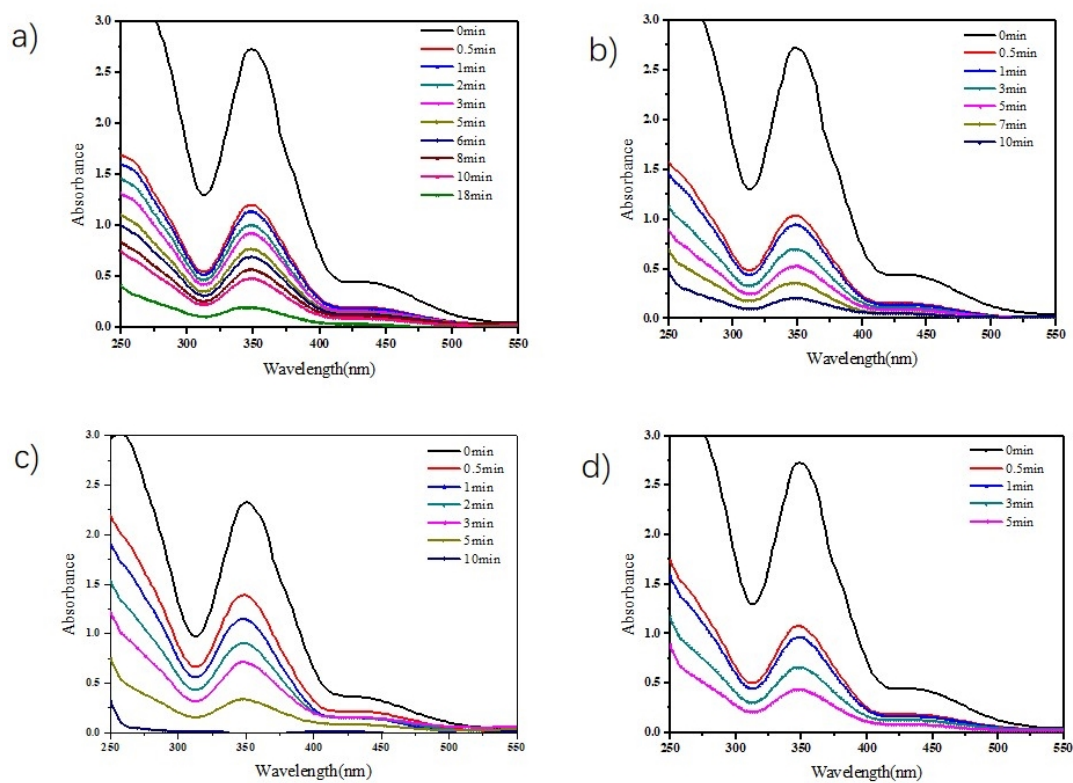 a)
3.0
2.5
2.0
1.5
1.0
0.5
0.0
Absorbance
250 300 350 400 450 500 550
Wavelength(nm)
0min
0.5min
1min
2min
3min
5min
6min
8min
10min
18min
b)
3.0
2.5
2.0
1.5
1.0
0.5
0.0
Absorbance
250 300 350 400 450 500 550
Wavelength(nm)
0min
0.5min
1min
3min
5min
7min
10min
c)
3.0
2.5
2.0
1.5
1.0
0.5
0.0
Absorbance
250 300 350 400 450 500 550
Wavelength(nm)
0min
0.5min
1min
2min
3min
5min
10min
d)
3.0
2.5
2.0
1.5
1.0
0.5
0.0
Absorbance
250 300 350 400 450 500 550
Wavelength(nm)
0min
0.5min
1min
3min
5min